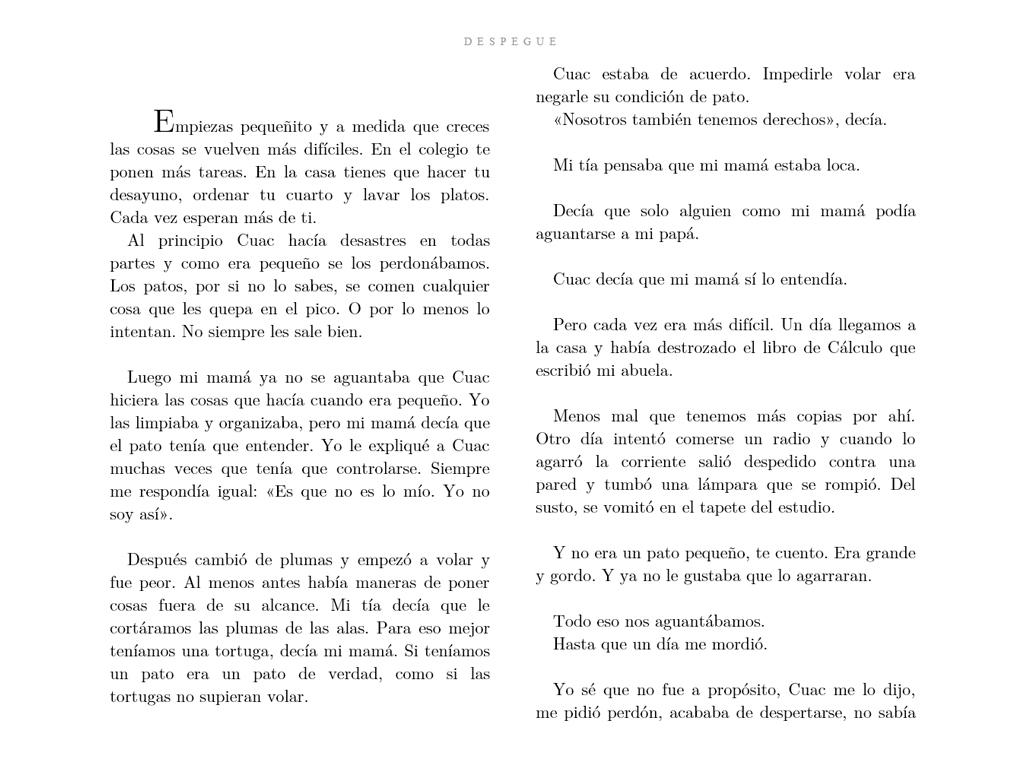 DESPEGUE
Empiezas pequeñito y a medida que creces
las cosas se vuelven más difíciles. En el colegio te
ponen más tareas. En la casa tienes que hacer tu
desayuno, ordenar tu cuarto y lavar los platos.
Cada vez esperan más de ti.
Al principio Cuac hacía desastres en todas
partes y como era pequeño se los perdonábamos.
Los patos, por si no lo sabes, se comen cualquier
cosa que les quepa en el pico. O por lo menos lo
intentan. No siempre les sale bien.
Luego mi mamá ya no se aguantaba que Cuac
hiciera las cosas que hacía cuando era pequeño. Yo
las limpiaba y organizaba, pero mi mamá decía que
el pato tenía que entender. Yo le expliqué a Cuac
muchas veces que tenía que controlarse. Siempre
me respondía igual: «Es que no es lo mío. Yo no
soy así».
Después cambió de plumas y empezó a volar y
fue peor. Al menos antes había maneras de poner
cosas fuera de su alcance. Mi tía decía que le
cortáramos las plumas de las alas. Para eso mejor
teníamos una tortuga, decía mi mamá. Si teníamos
un pato era un pato de verdad, como si las
tortugas no supieran volar.
Cuac estaba de acuerdo. Impedirle volar era
negarle su condición de pato.
«Nosotros también tenemos derechos», decía.
Mi tía pensaba que mi mamá estaba loca.
Decía que solo alguien como mi mamá podía
aguantarse a mi papá.
Cuac decía que mi mamá sí lo entendía.
Pero cada vez era más difícil. Un día llegamos a
la casa y había destrozado el libro de Cálculo que
escribió mi abuela.
Menos mal que tenemos más copias por ahí.
Otro día intentó comerse un radio y cuando lo
agarró la corriente salió despedido contra una
pared y tumbó una lámpara que se rompió. Del
susto, se vomitó en el tapete del estudio.
Y no era un pato pequeño, te cuento. Era grande
y gordo. Y ya no le gustaba que lo agarraran.
Todo eso nos aguantábamos.
Hasta que un día me mordió.
Yo sé que no fue a propósito, Cuac me lo dijo,
me pidió perdón, acababa de despertarse, no sabía